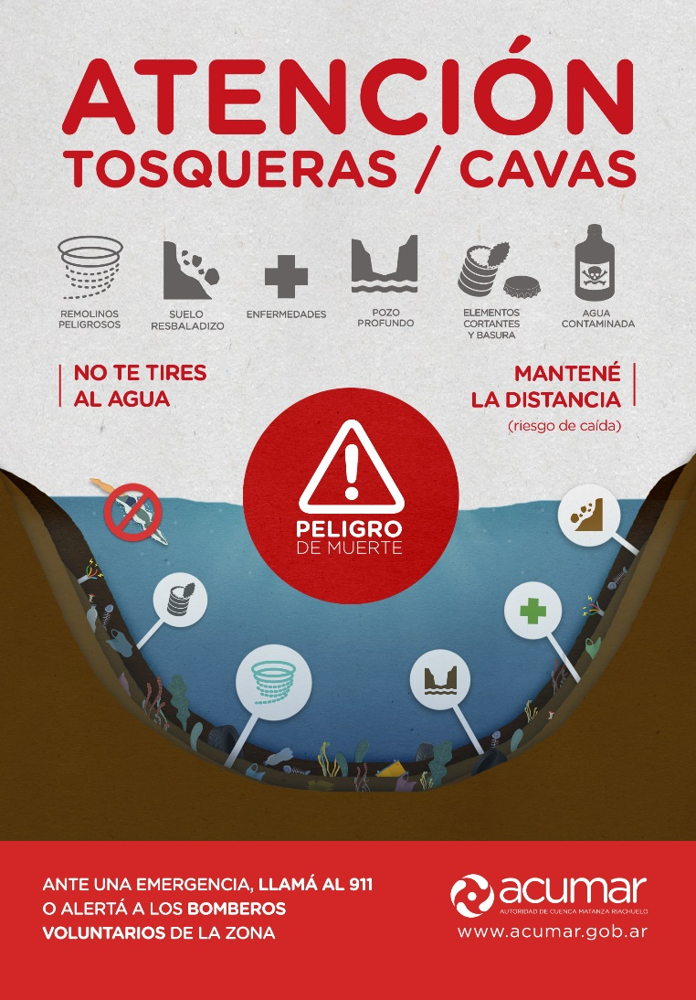 ATENCIÓN
TOSQUERAS / CAVAS
REMOLINOS
PELIGROSOS
SUELO
RESBALADIZO
ENFERMEDADES
POZO
PROFUNDO
ELEMENTOS
CORTANTES
Y BASURA
AGUA
CONTAMINADA
NO TE TIRES
AL AGUA
MANTENÉ
LA DISTANCIA
(riesgo de caída)
PELIGRO
DE MUERTE
ANTE UNA EMERGENCIA, LLAMÁ AL 911
O ALERTÁ A LOS BOMBEROS
VOLUNTARIOS DE LA ZONA
acumar
AUTORIDAD DE CUENCA MATANZA RIACHUELO
www.acumar.gob.ar